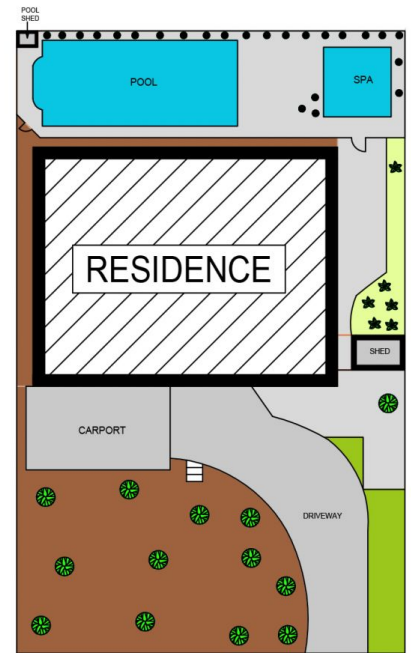 POOL
SHED
POOL
SPA
RESIDENCE
SHED
CARPORT
DRIVEWAY